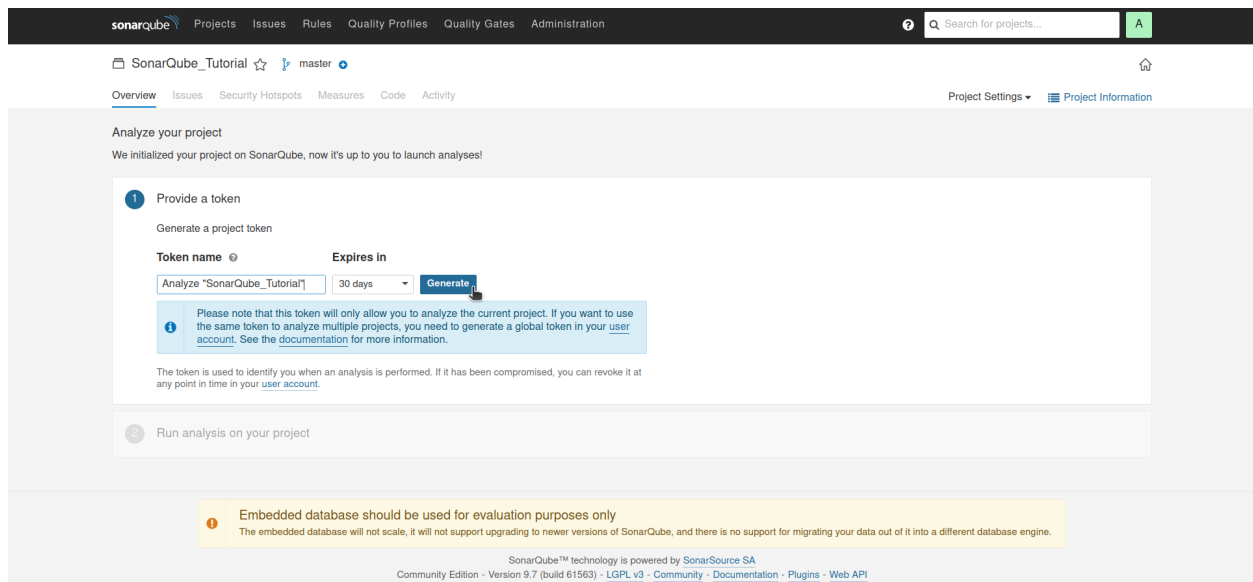 sonarqube Projects Issues Rules Quality Profiles Quality Gates Administration Search for projects... A
SonarQube_Tutorial master
Overview Issues Security Hotspots Measures Code Activity Project Settings Project Information
Analyze your project
We initialized your project on SonarQube, now it's up to you to launch analyses!
1 Provide a token
Generate a project token
Token name Expires in
Analyze "SonarQube_Tutorial" 30 days Generate
Please note that this token will only allow you to analyze the current project. If you want to use
the same token to analyze multiple projects, you need to generate a global token in your user
account. See the documentation for more information.
The token is used to identify you when an analysis is performed. If it has been compromised, you can revoke it at
any point in time in your user account.
2 Run analysis on your project
Embedded database should be used for evaluation purposes only
The embedded database will not scale, it will not support upgrading to newer versions of SonarQube, and there is no support for migrating your data out of it into a different database engine.
SonarQube™ technology is powered by SonarSource SA
Community Edition - Version 9.7 (build 61563) - LGPL v3 - Community - Documentation - Plugins - Web API